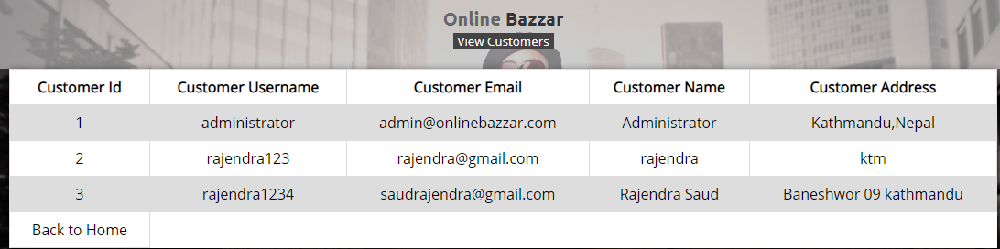 Online Bazzar
View Customers
Customer Id Customer Username Customer Email Customer Name Customer Address
1 administrator admin@onlinebazzar.com Administrator Kathmandu,Nepal
2 rajendra123 rajendra@gmail.com rajendra ktm
3 rajendra1234 saudrajendra@gmail.com Rajendra Saud Baneshwor 09 kathmandu
Back to Home